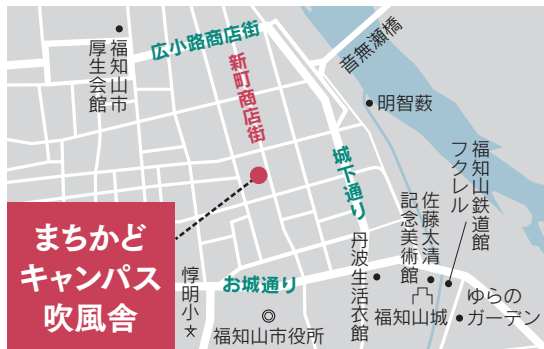 広小路商店街
音無瀬橋
福知山市
厚生会館
新町商店街
明智薮
城下通り
福知山鉄道館
フクレル
佐藤太清
記念美術館
丹波生活衣館
まちかど
キャンパス
吹風舎
惇明小
お城通り
福知山市役所
福知山城
ゆらの
ガーデン